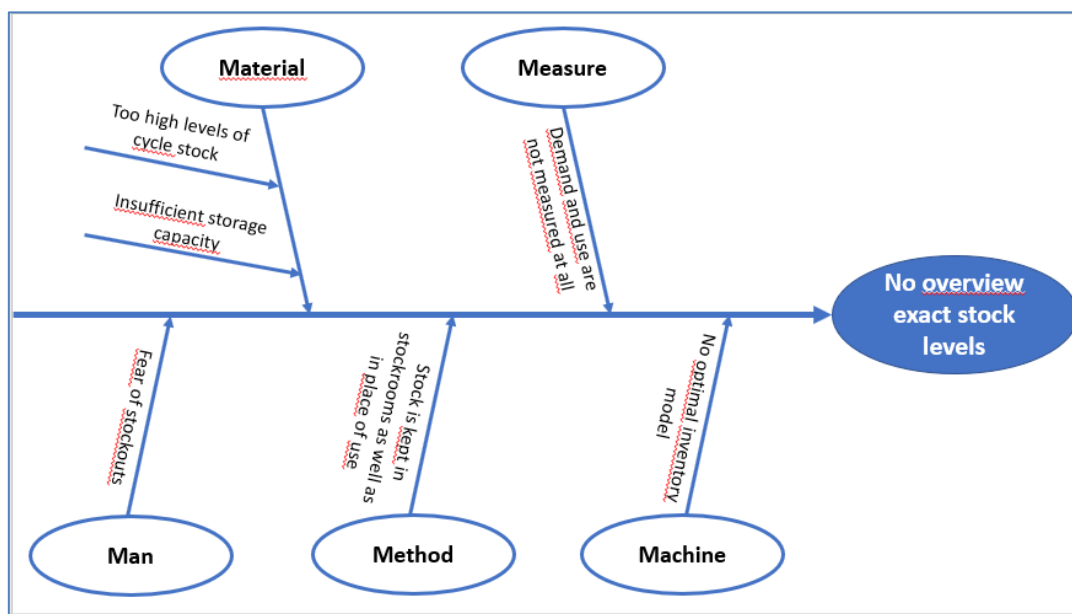 Material
Measure
Too high levels of
cycle stock
Insufficient storage
capacity
Demand and use are
not measured at all
No overview
exact stock
levels
Fear of stockouts
Stock is kept in
stockrooms as well as
in place of use
No optimal inventory
model
Man
Method
Machine